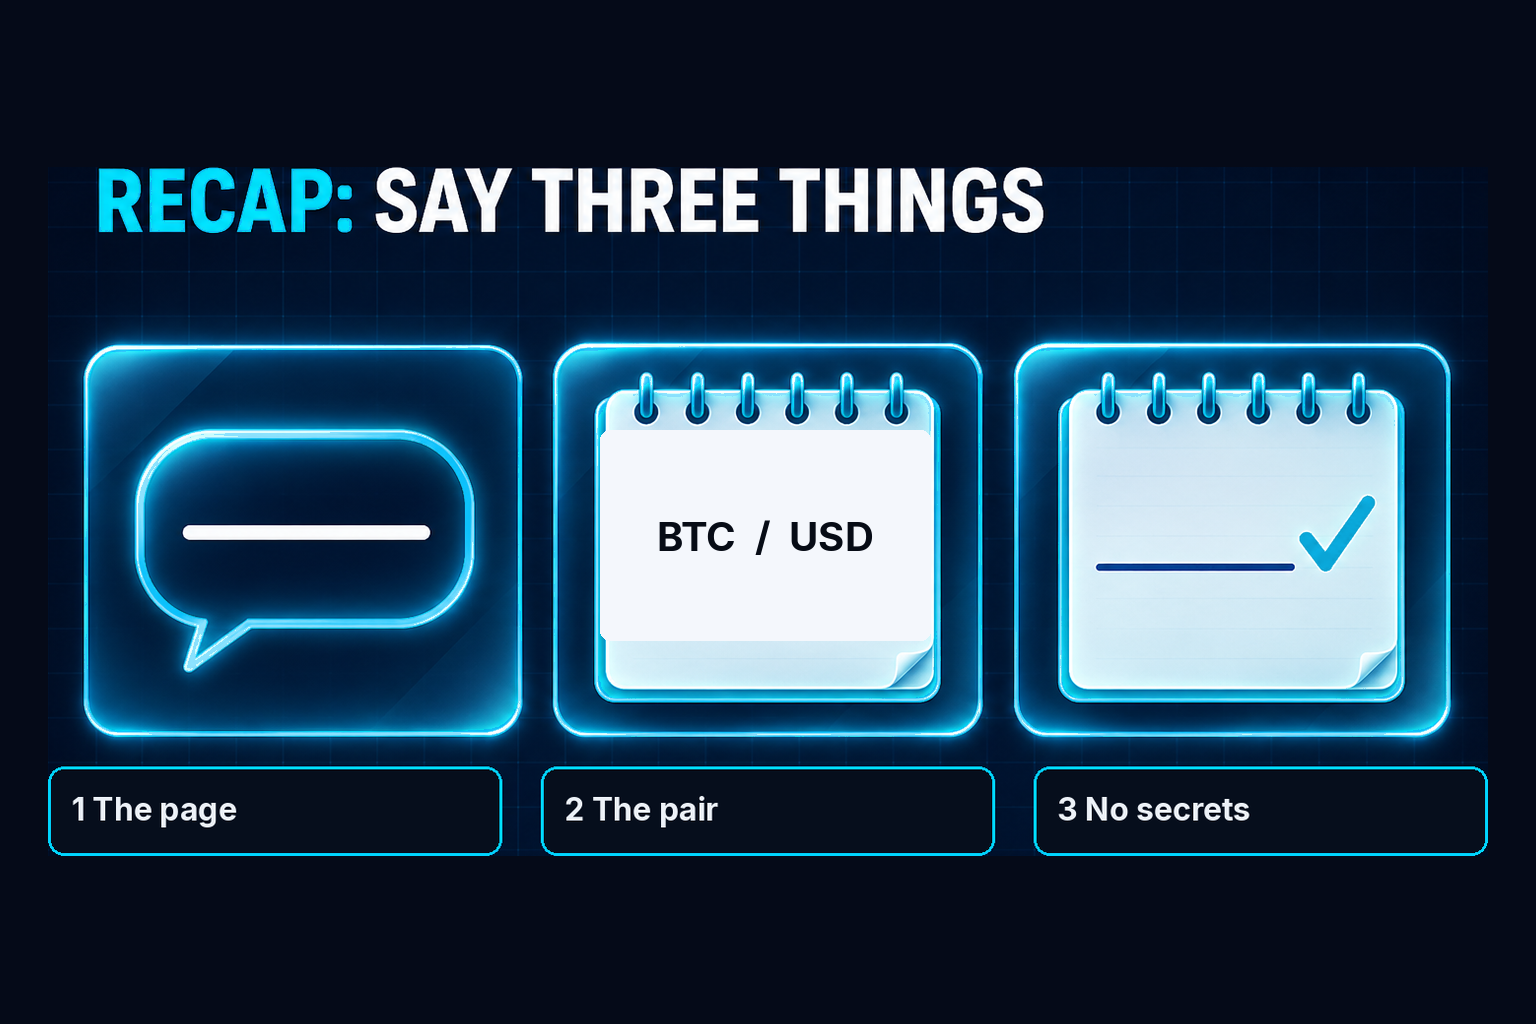 RECAP: SAY THREE THINGS
BTC / USD
1 The page
2 The pair
3 No secrets